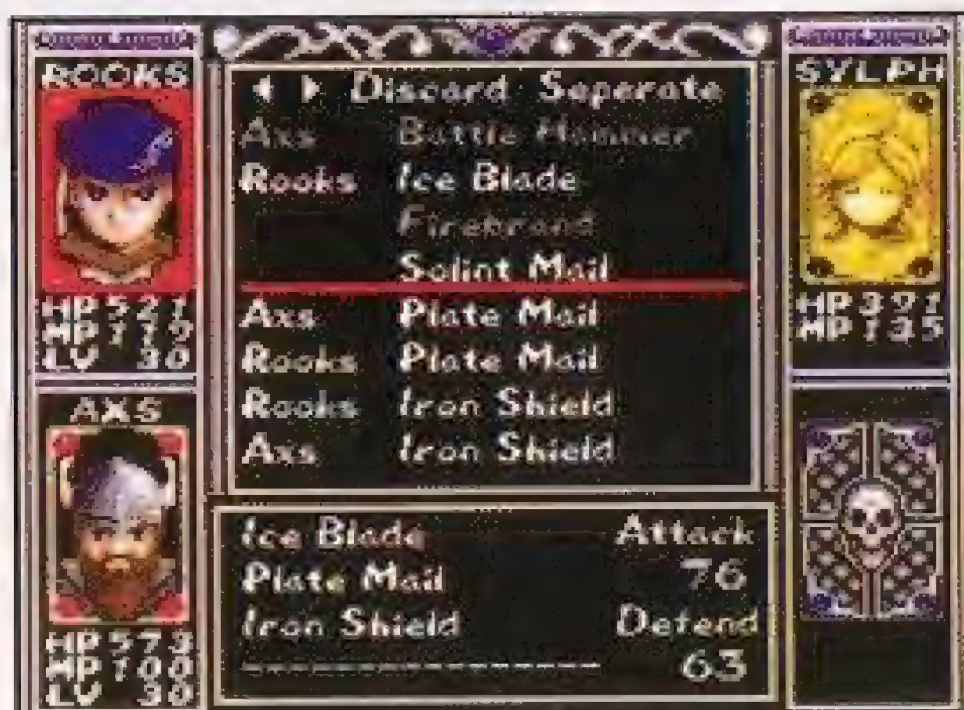 ROOKS
HP 521
MP 119
LV 30
AXS
HP 573
MP 100
LV 30
Discard Seperate
Axs Battle Hammer
Rooks Ice Blade
Firebrand
Splint Mail
Axs Plate Mail
Rooks Plate Mail
Rooks Iron Shield
Axs Iron Shield
Ice Blade Attack
Plate Mail 76
Iron Shield Defend
63
SYLPH
HP 391
MP 135